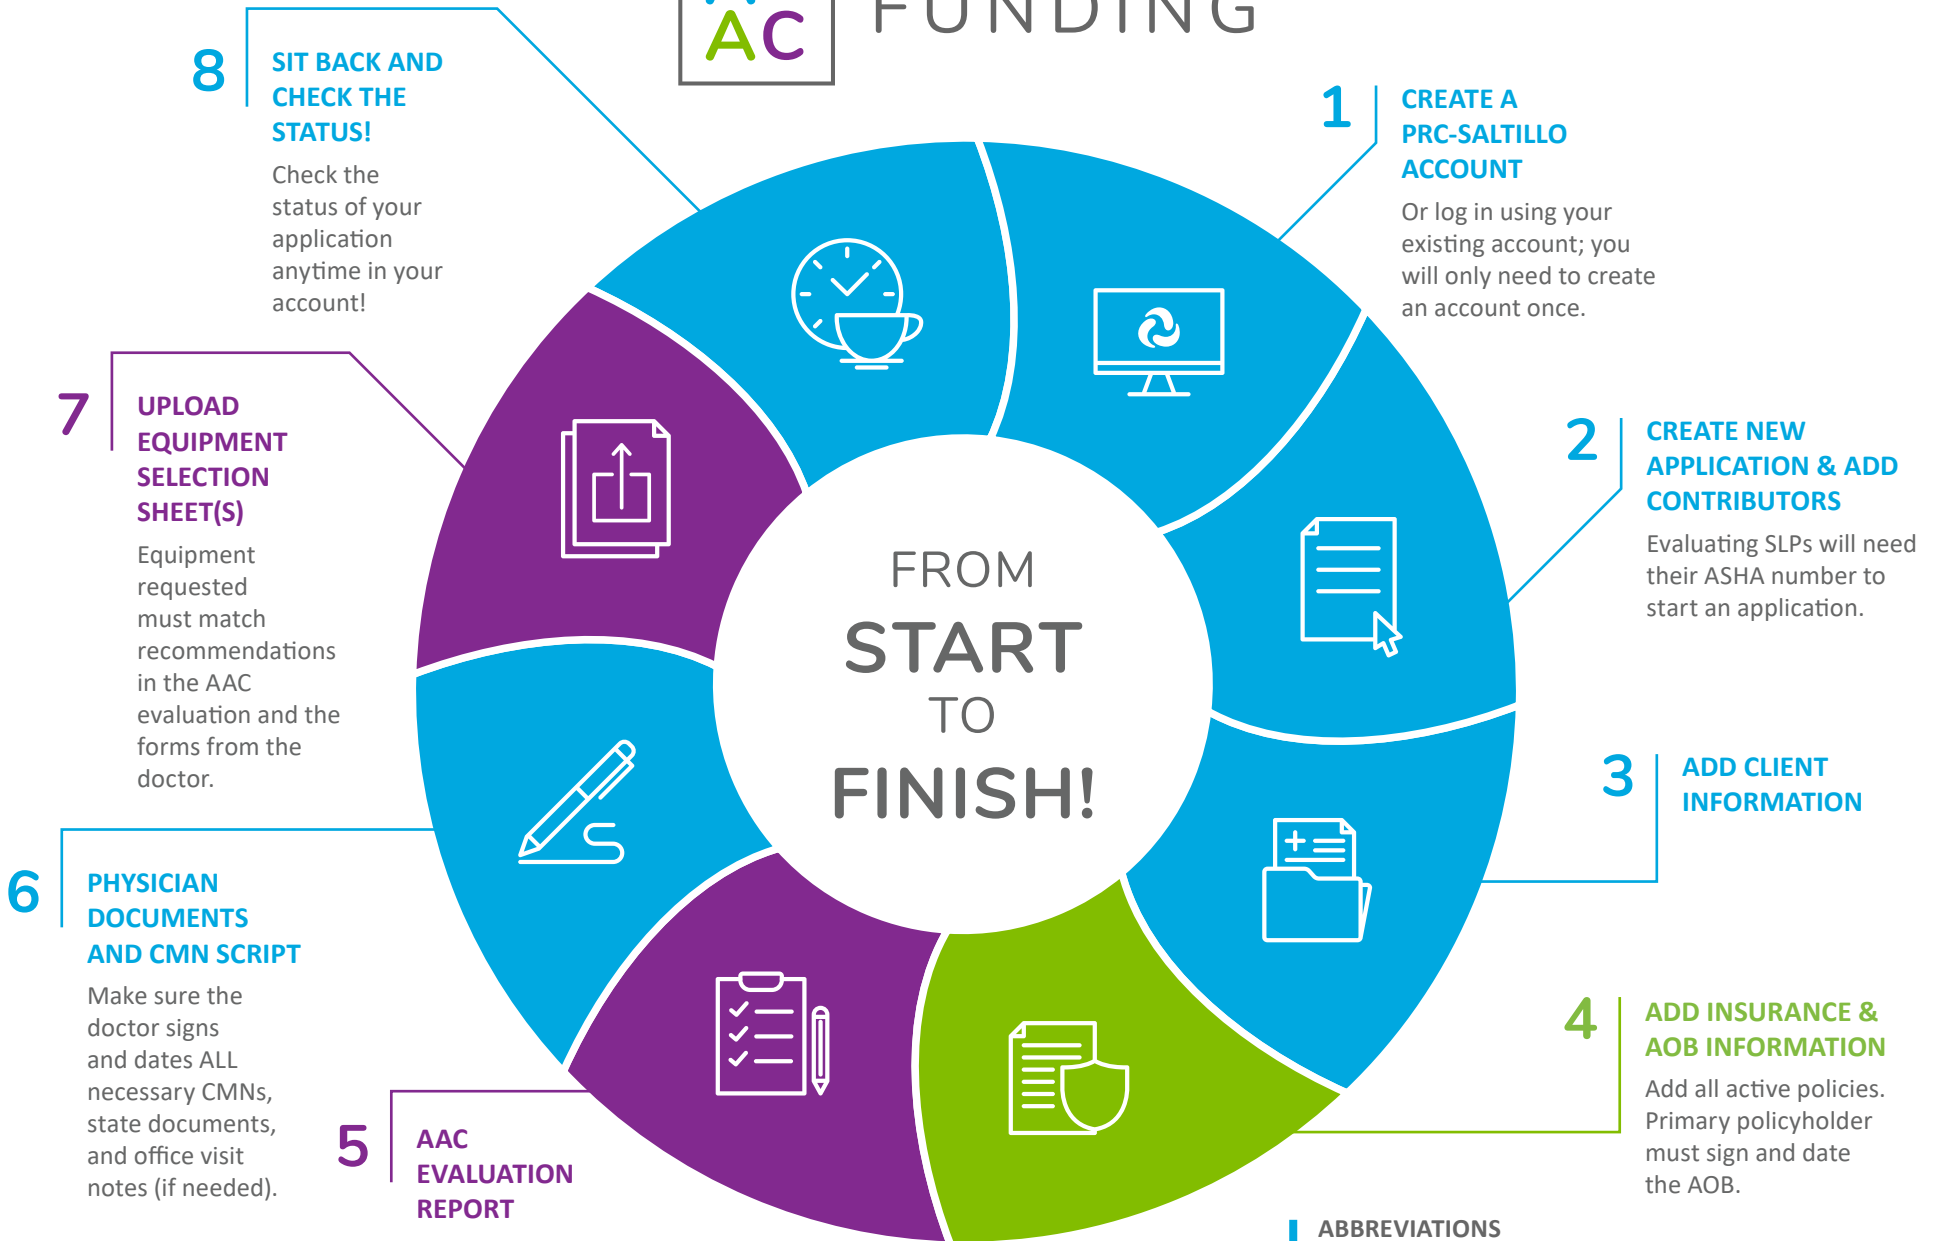 AC
FUNDING
1
CREATE A
PRC-SALTILLO
ACCOUNT
Or log in using your
existing account; you
will only need to create
an account once.
2
CREATE NEW
APPLICATION & ADD
CONTRIBUTORS
Evaluating SLPs will need
their ASHA number to
start an application.
3
ADD CLIENT
INFORMATION
4
ADD INSURANCE &
AOB INFORMATION
Add all active policies.
Primary policyholder
must sign and date
the AOB.
5
AAC
EVALUATION
REPORT
6
PHYSICIAN
DOCUMENTS
AND CMN SCRIPT
Make sure the
doctor signs
and dates ALL
necessary CMNs,
state documents,
and office visit
notes (if needed).
7
UPLOAD
EQUIPMENT
SELECTION
SHEET(S)
Equipment
requested
must match
recommendations
in the AAC
evaluation and the
forms from the
doctor.
8
SIT BACK AND
CHECK THE
STATUS!
Check the
status of your
application
anytime in your
account!
FROM
START
TO
FINISH!
ABBREVIATIONS